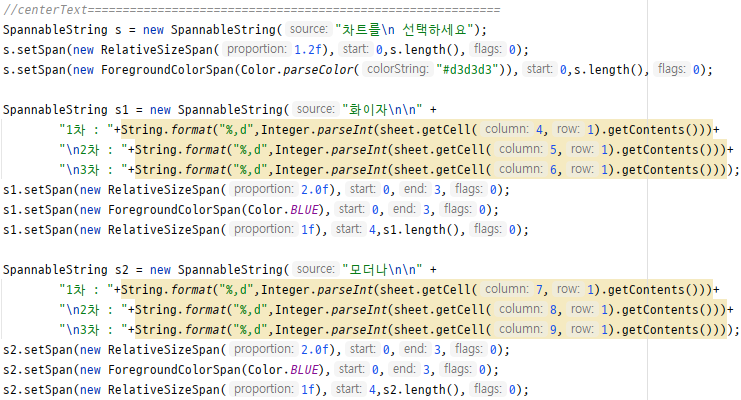 //centerText===========================================================
SpannableString s = new SpannableString( source: "차트를\n 선택하세요");
s.setSpan(new RelativeSizeSpan( proportion: 1.2f), start: 0,s.length(), flags: 0);
s.setSpan(new ForegroundColorSpan(Color.parseColor( colorString: "#d3d3d3")), start: 0,s.length(), flags: 0);
SpannableString s1 = new SpannableString( source: "화이자\n\n" +
"1차 : "+String.format("%,d",Integer.parseInt(sheet.getCell( column: 4, row: 1).getContents()))+
"\n2차 : "+String.format("%,d",Integer.parseInt(sheet.getCell( column: 5, row: 1).getContents()))+
"\n3차 : "+String.format("%,d",Integer.parseInt(sheet.getCell( column: 6, row: 1).getContents())));
s1.setSpan(new RelativeSizeSpan( proportion: 2.0f), start: 0, end: 3, flags: 0);
s1.setSpan(new ForegroundColorSpan(Color.BLUE), start: 0, end: 3, flags: 0);
s1.setSpan(new RelativeSizeSpan( proportion: 1f), start: 4,s1.length(), flags: 0);
SpannableString s2 = new SpannableString( source: "모더나\n\n" +
"1차 : "+String.format("%,d",Integer.parseInt(sheet.getCell( column: 7, row: 1).getContents()))+
"\n2차 : "+String.format("%,d",Integer.parseInt(sheet.getCell( column: 8, row: 1).getContents()))+
"\n3차 : "+String.format("%,d",Integer.parseInt(sheet.getCell( column: 9, row: 1).getContents())));
s2.setSpan(new RelativeSizeSpan( proportion: 2.0f), start: 0, end: 3, flags: 0);
s2.setSpan(new ForegroundColorSpan(Color.BLUE), start: 0, end: 3, flags: 0);
s2.setSpan(new RelativeSizeSpan( proportion: 1f), start: 4,s2.length(), flags: 0);